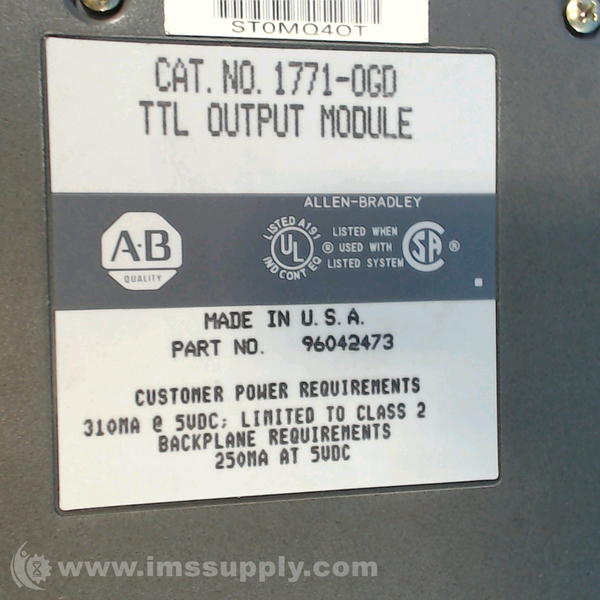 ST0MQ40T
CAT. NO. 1771-OGD
TTL OUTPUT MODULE
ALLEN-BRADLEY
A-B
QUALITY
LISTED A191
UL
IND CONT EQ
®
LISTED WHEN
USED WITH
LISTED SYSTEM
SA ®
MADE IN U.S.A.
PART NO. 96042473
CUSTOMER POWER REQUIREMENTS
310MA @ 5VDC; LIMITED TO CLASS 2
BACKPLANE REQUIREMENTS
250MA AT 5VDC
www.imssupply.com